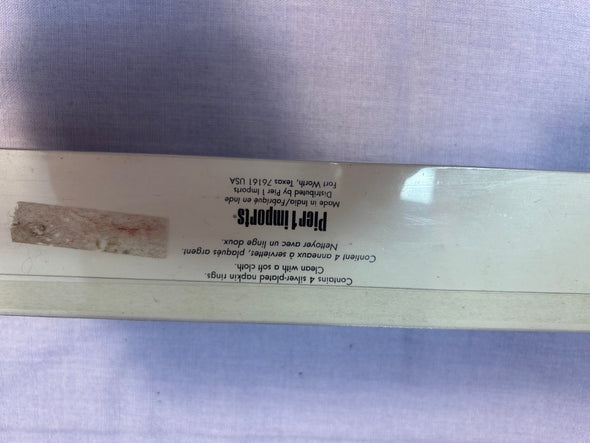 Contains 4 silver-plated napkin rings.
Clean with a soft cloth.
Contient 4 anneaux à serviettes, plaqués argent.
Nettoyer avec un linge doux.
Pier 1 imports®
Made in India/Fabriqué en Inde
Distributed by Pier 1 Imports
Fort Worth, Texas 76161 USA